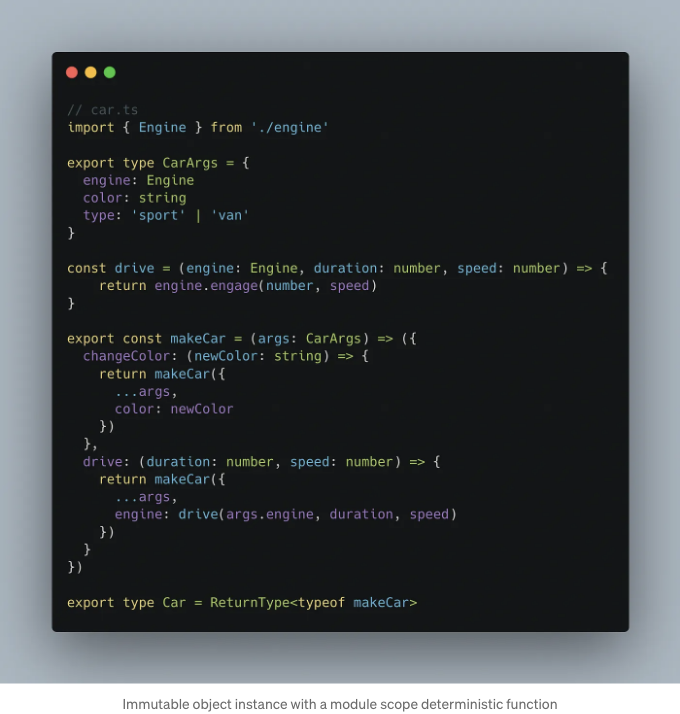 // car.ts
import { Engine } from './engine'

export type CarArgs = {
  engine: Engine
  color: string
  type: 'sport' | 'van'
}

const drive = (engine: Engine, duration: number, speed: number) => {
    return engine.engage(number, speed)
}

export const makeCar = (args: CarArgs) => ({
  changeColor: (newColor: string) => {
    return makeCar({
      ...args,
      color: newColor
    })
  },
  drive: (duration: number, speed: number) => {
    return makeCar({
      ...args,
      engine: drive(args.engine, duration, speed)
    })
  }
})

export type Car = ReturnType<typeof makeCar>
Immutable object instance with a module scope deterministic function